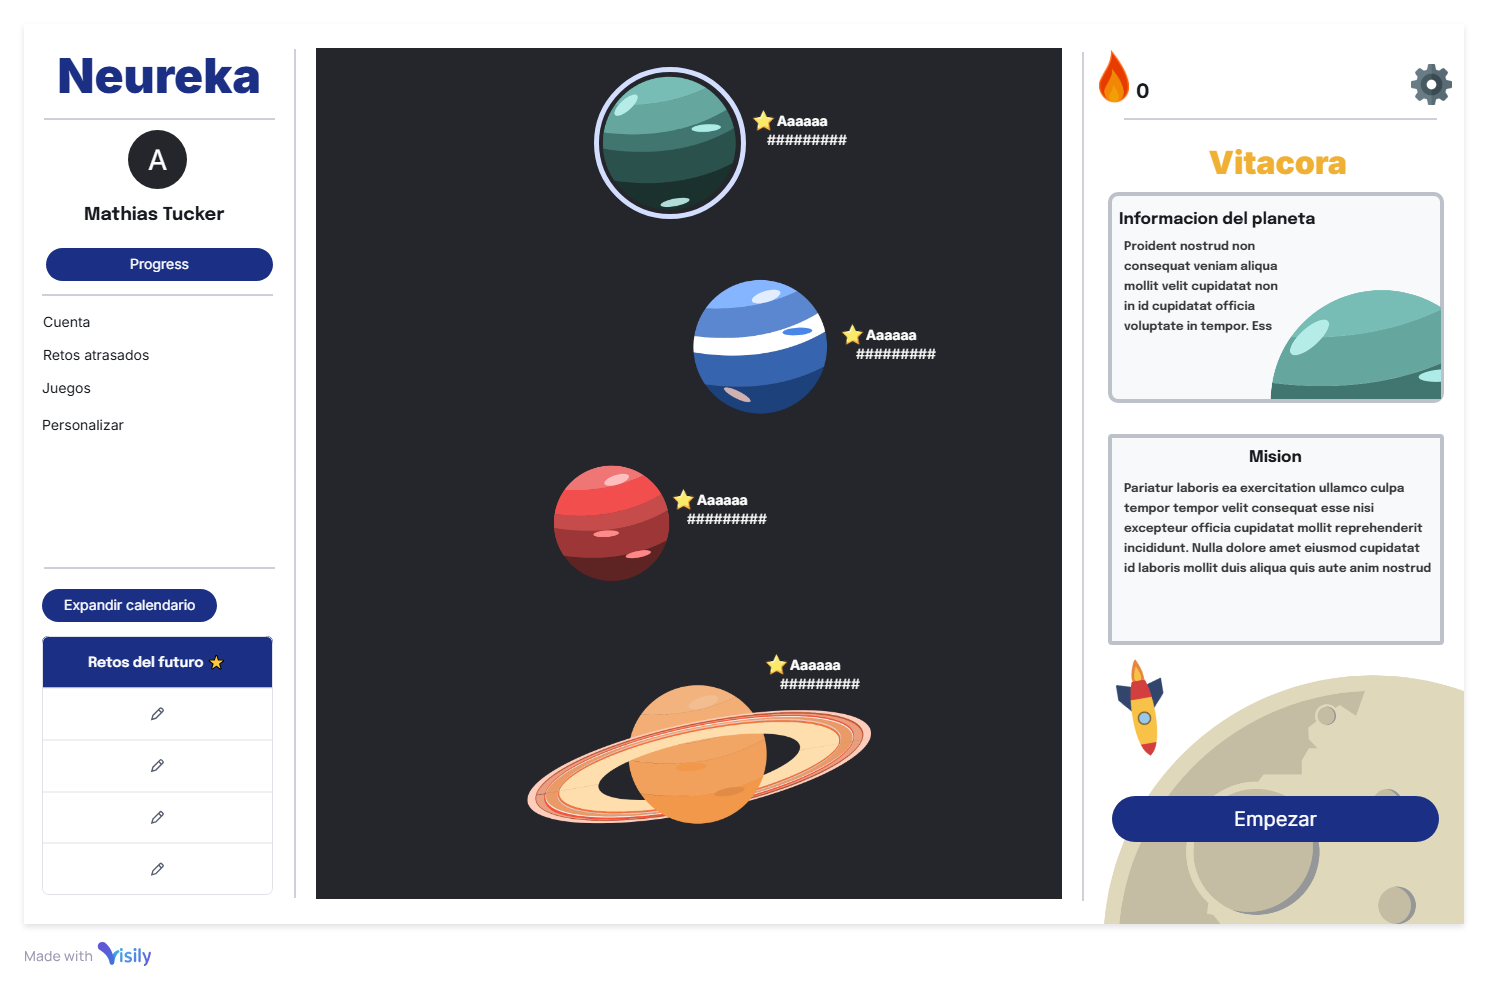 Neureka
A
Mathias Tucker
Progress
Cuenta
Retos atrasados
Juegos
Personalizar
Expandir calendario
Retos del futuro
Aaaaaa
#########
Aaaaaa
#########
Aaaaaa
#########
Aaaaaa
#########
0
Vitacora
Informacion del planeta
Proident nostrud non
consequat veniam aliqua
mollit velit cupidatat non
in id cupidatat officia
voluptate in tempor. Ess
Mision
Pariatur laboris ea exercitation ullamco culpa
tempor tempor velit consequat esse nisi
excepteur officia cupidatat mollit reprehenderit
incididunt. Nulla dolore amet eiusmod cupidatat
id laboris mollit duis aliqua quis aute anim nostrud
Empezar
Made with Visily